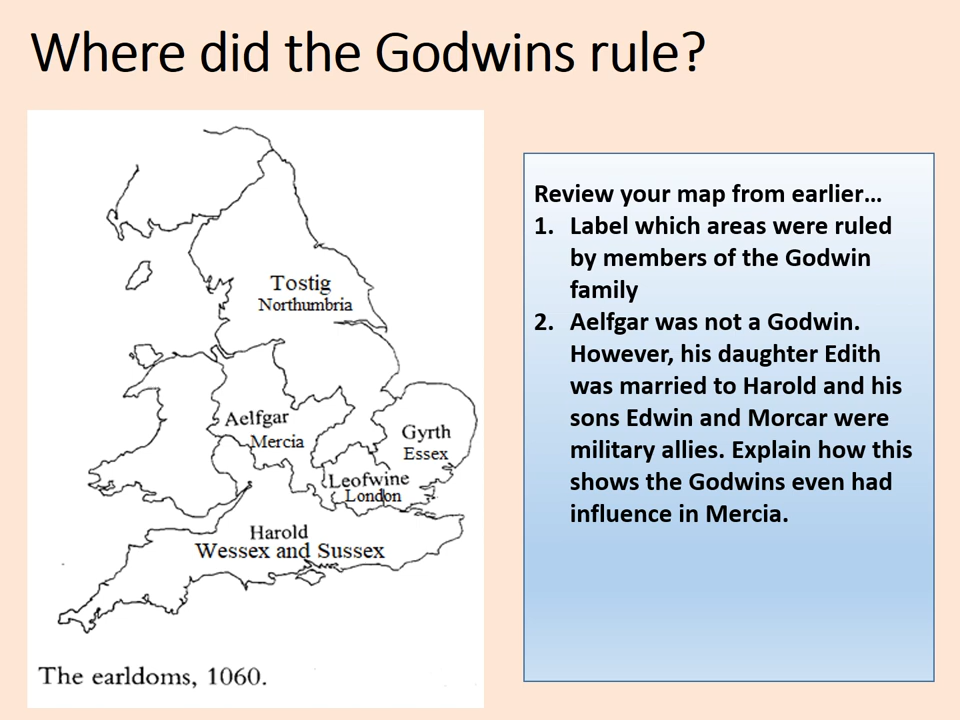 Where did the Godwins rule?
Tostig
Northumbria
Aelfgar
Mercia
Gyrth
Essex
Leofwine
London
Harold
Wessex and Sussex
The earldoms, 1060.
Review your map from earlier...
1. Label which areas were ruled
by members of the Godwin
family
2. Aelfgar was not a Godwin.
However, his daughter Edith
was married to Harold and his
sons Edwin and Morcar were
military allies. Explain how this
shows the Godwins even had
influence in Mercia.